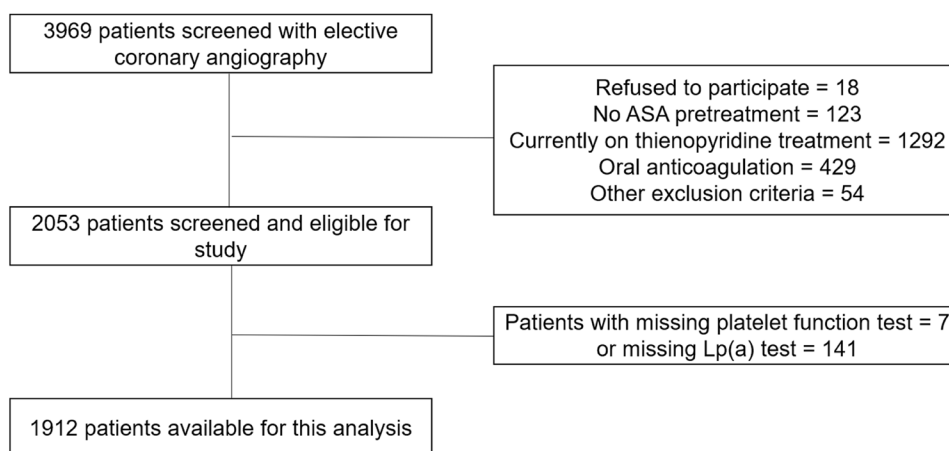 3969 patients screened with elective
coronary angiography
Refused to participate = 18
No ASA pretreatment = 123
Currently on thienopyridine treatment = 1292
Oral anticoagulation = 429
Other exclusion criteria = 54
2053 patients screened and eligible for
study
Patients with missing platelet function test = 7
or missing Lp(a) test = 141
1912 patients available for this analysis